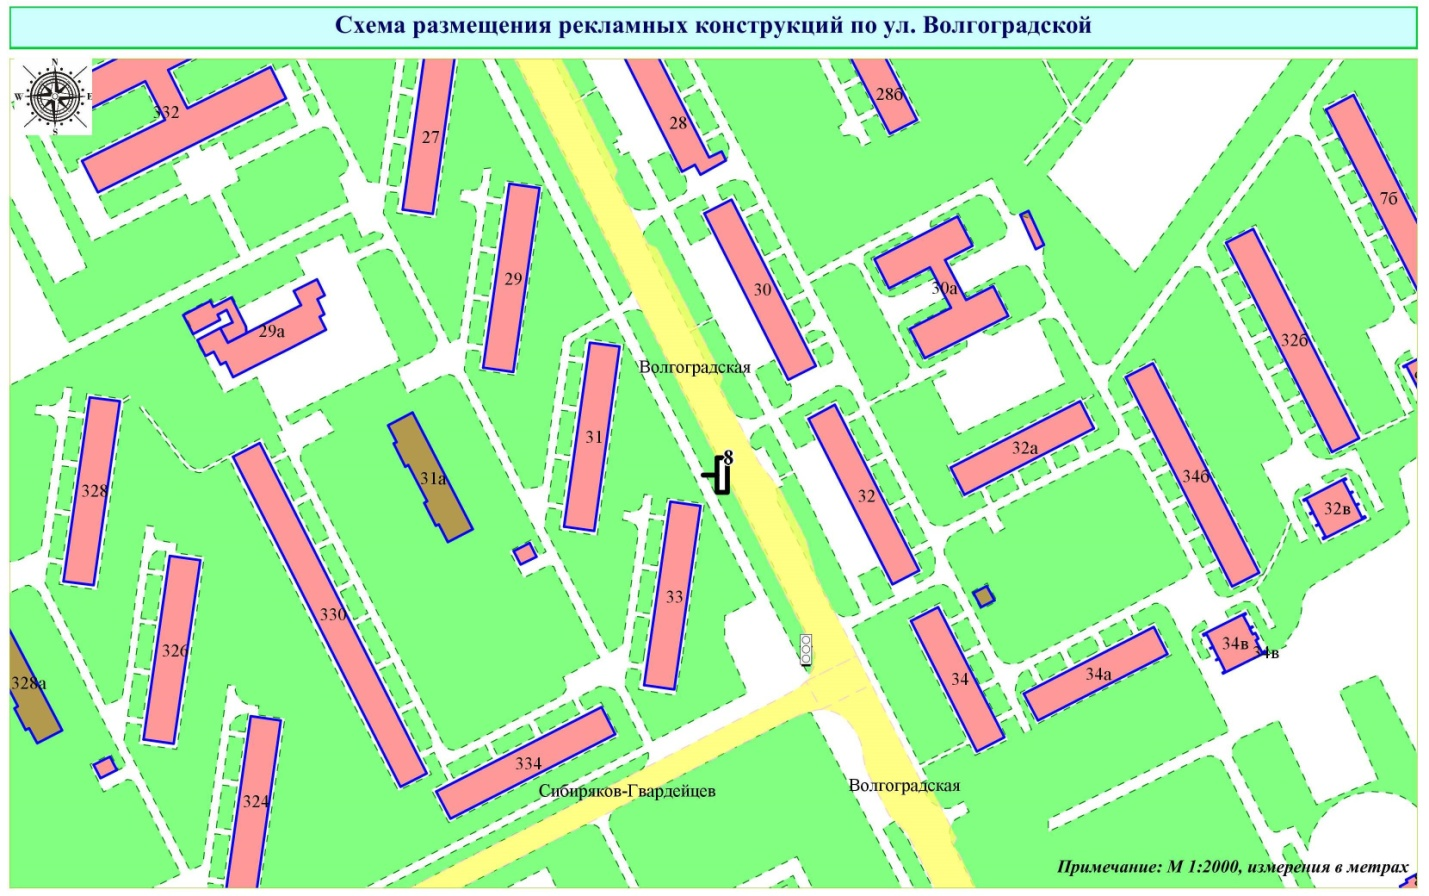 Схема размещения рекламных конструкций по ул. Волгоградской
N
W
E
S
332
27
28
28б
7б
29
30
30а
29а
32б
Волгоградская
31
32а
8
31а
328
32
34б
32в
330
33
326
34в
34в
328а
34
34а
334
324
Сибиряков-Гвардейцев
Волгоградская
Примечание: М 1:2000, измерения в метрах